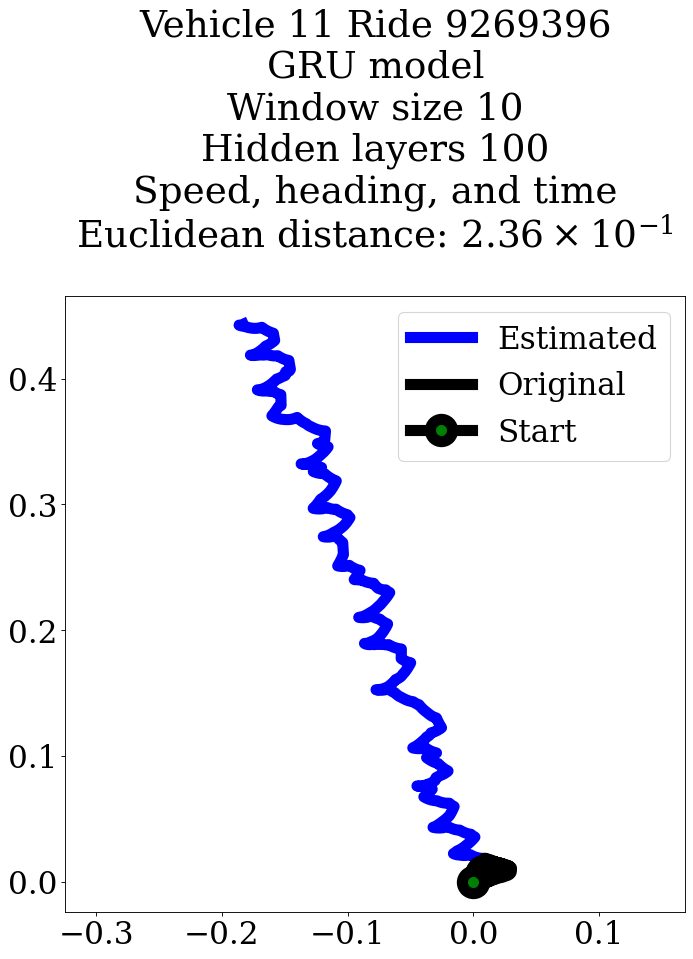 Vehicle 11 Ride 9269396
GRU model
Window size 10
Hidden layers 100
Speed, heading, and time
Euclidean distance: 2.36 × 10⁻¹
Estimated
Original
Start
0.4
0.3
0.2
0.1
0.0
−0.3 −0.2 −0.1 0.0 0.1